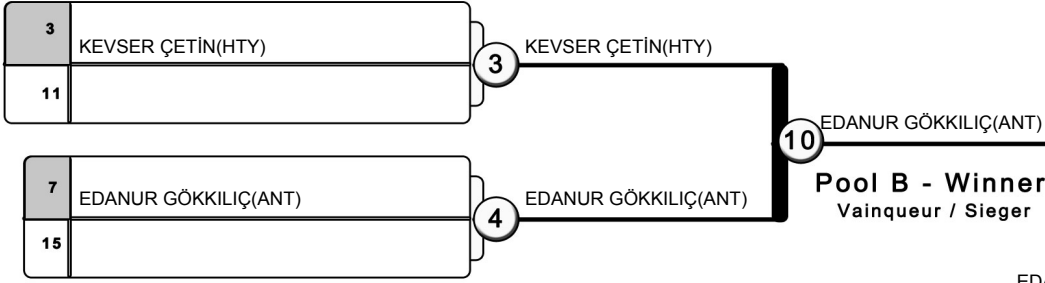 3
KEVSER ÇETİN(HTY)
11
3
KEVSER ÇETİN(HTY)
7
EDANUR GÖKKILIÇ(ANT)
15
4
EDANUR GÖKKILIÇ(ANT)
10
EDANUR GÖKKILIÇ(ANT)
Pool B - Winner
Vainqueur / Sieger